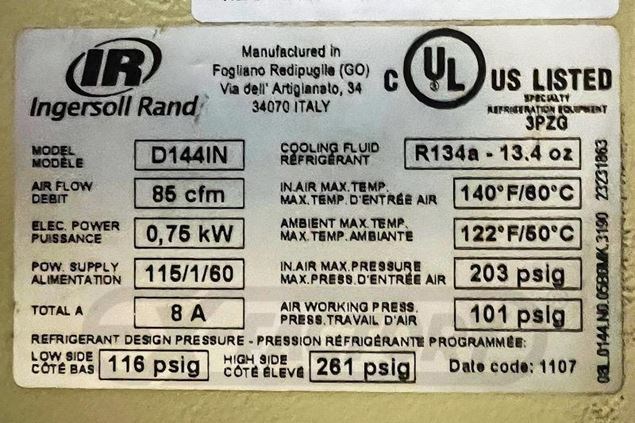 IR
Ingersoll Rand
Manufactured in
Fogliano Redipuglia (GO)
Via dell' Artigianato, 34
34070 ITALY
C UL US LISTED
SPECIALTY
REFRIGERATION EQUIPMENT
3PZG
MODEL
MODÈLE
D144IN
COOLING FLUID
RÉFRIGÉRANT
R134a - 13.4 oz
AIR FLOW
DEBIT
85 cfm
IN.AIR MAX.TEMP.
MAX.TEMP.D'ENTRÉE AIR
140°F/60°C
ELEC. POWER
PUISSANCE
0,75 kW
AMBIENT MAX.TEMP.
MAX.TEMP.AMBIANTE
122°F/50°C
POW. SUPPLY
ALIMENTATION
115/1/60
IN.AIR MAX.PRESSURE
MAX.PRESS.D'ENTRÉE AIR
203 psig
TOTAL A
8 A
AIR WORKING PRESS.
PRESS.TRAVAIL D'AIR
101 psig
REFRIGERANT DESIGN PRESSURE - PRESSION RÉFRIGÉRANTE PROGRAMMÉE:
LOW SIDE
CÔTÉ BAS
116 psig
HIGH SIDE
CÔTÉ ÉLEVÉ
261 psig
Date code: 1107
23231863